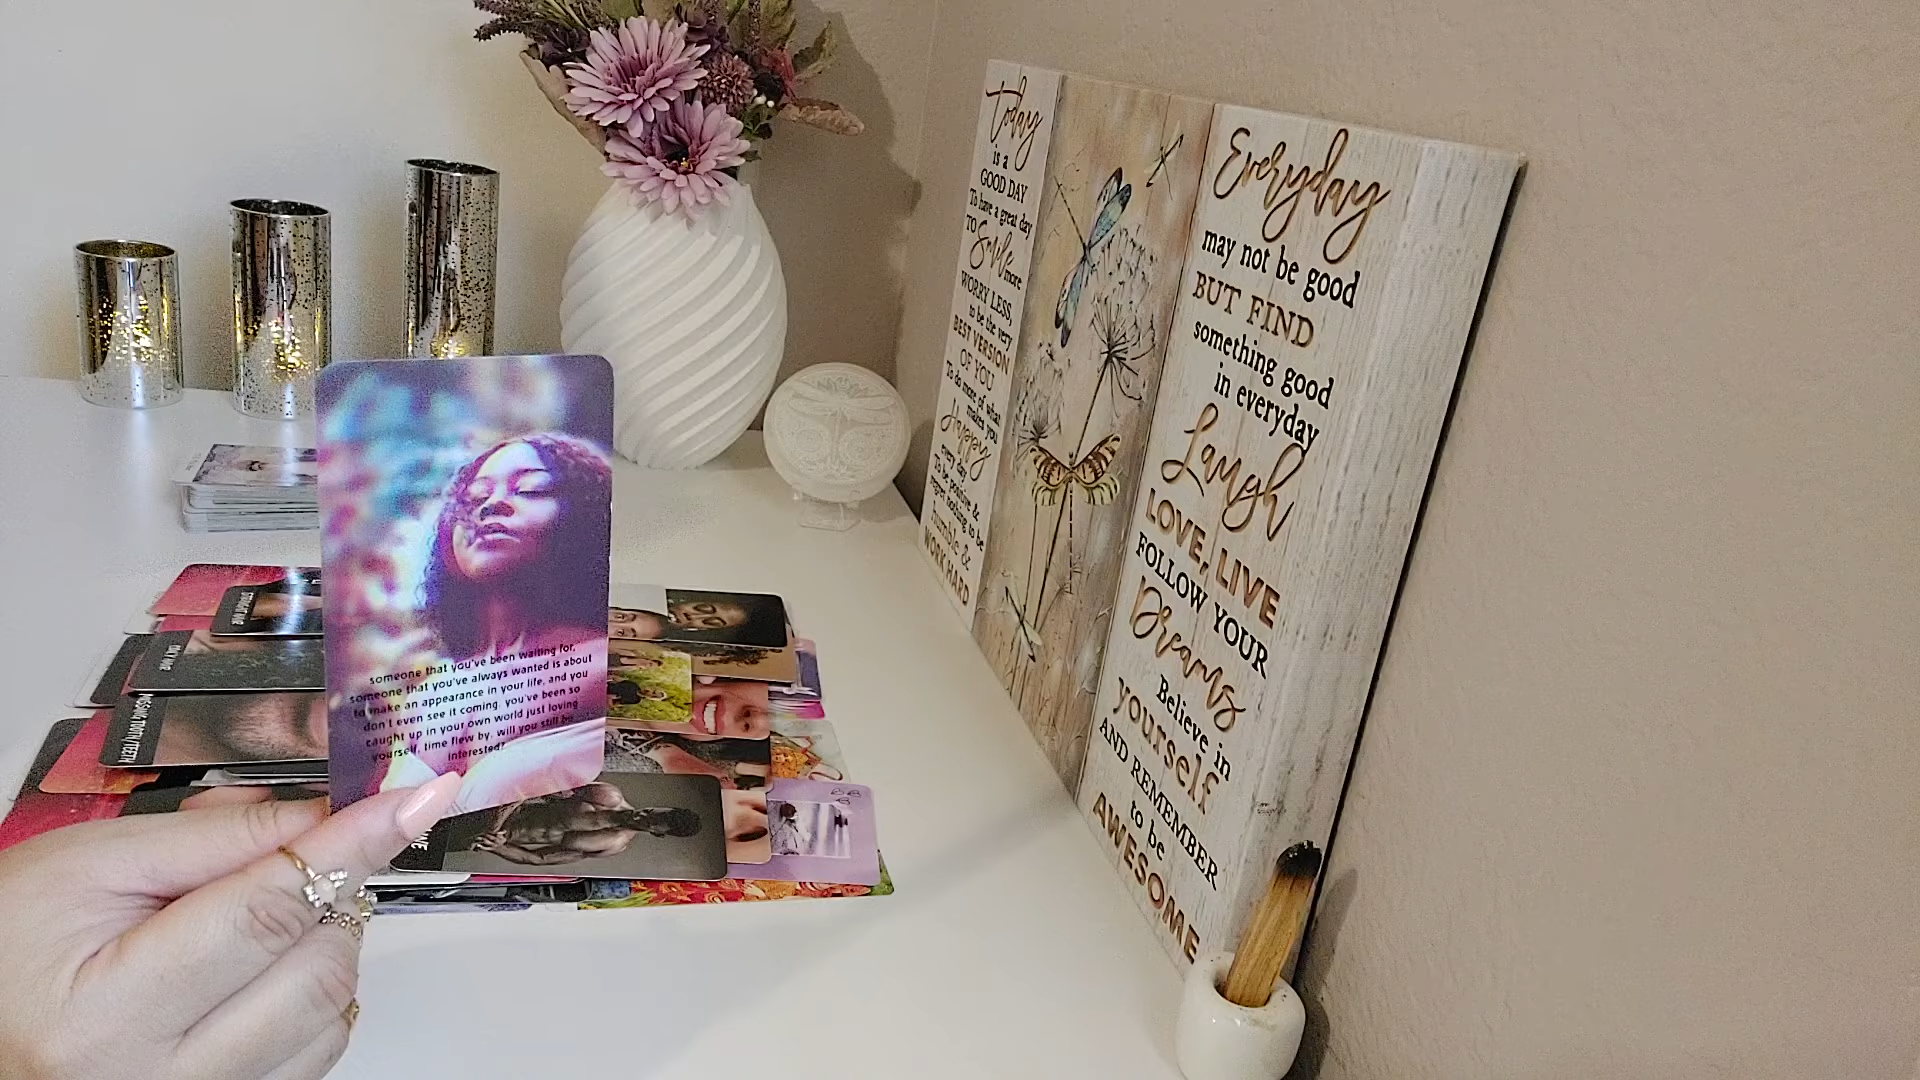 someone that you've been waiting for,
someone that you've always wanted is about
to make an appearance in your life, and you
don't even see it coming. you've been so
caught up in your own world just loving
yourself, time flew by. will you still be
interested?
MISSING TOOTH/TEETH
Today
is a
GOOD DAY
To have a great day
TO Smile more
WORRY LESS,
to be the very
BEST VERSION
OF YOU
To do more of what
makes you
Happy
every day
To be positive &
regret nothing to be
humble &
WORK HARD
Everyday
may not be good
BUT FIND
something good
in everyday
Laugh
LOVE, LIVE
FOLLOW YOUR
Dreams
Believe in
yourself
AND REMEMBER
to be
AWESOME